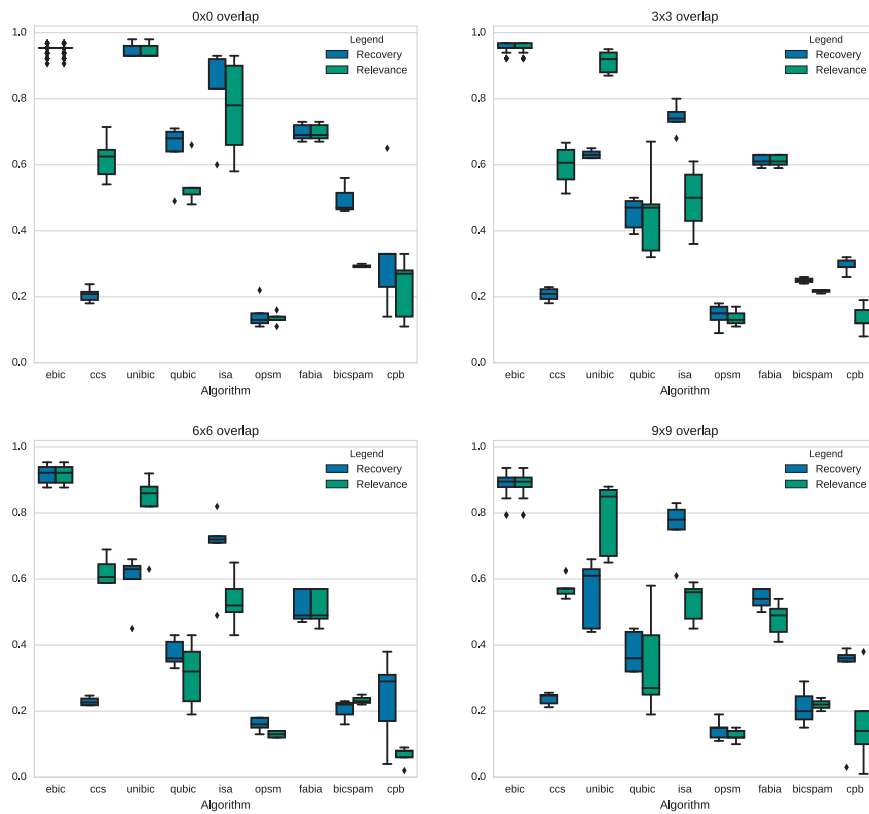 0x0 overlap
1.0
0.8
0.6
0.4
0.2
0.0
Legend
Recovery
Relevance
ebic ccs unibic qubic isa opsm fabia bicspam cpb
Algorithm
3x3 overlap
1.0
0.8
0.6
0.4
0.2
0.0
Legend
Recovery
Relevance
ebic ccs unibic qubic isa opsm fabia bicspam cpb
Algorithm
6x6 overlap
1.0
0.8
0.6
0.4
0.2
0.0
Legend
Recovery
Relevance
ebic ccs unibic qubic isa opsm fabia bicspam cpb
Algorithm
9x9 overlap
1.0
0.8
0.6
0.4
0.2
0.0
Legend
Recovery
Relevance
ebic ccs unibic qubic isa opsm fabia bicspam cpb
Algorithm